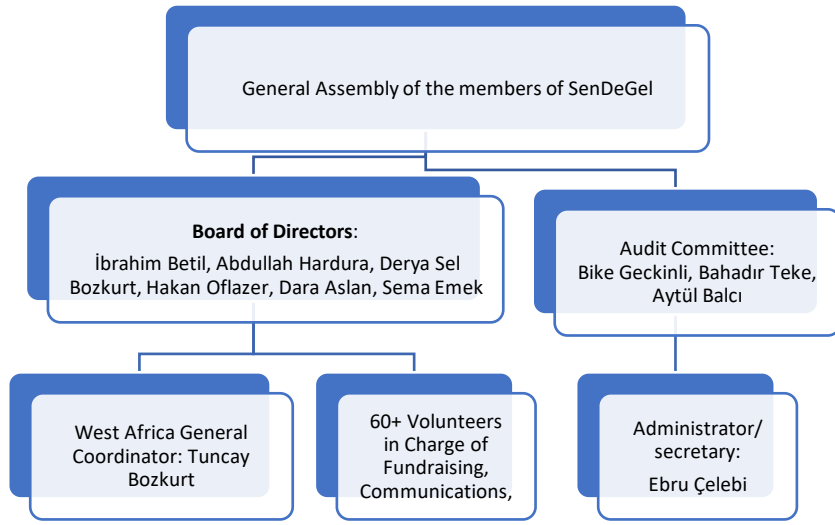 General Assembly of the members of SenDeGel
Board of Directors:
İbrahim Betil, Abdullah Hardura, Derya Sel
Bozkurt, Hakan Oflazer, Dara Aslan, Sema Emek
Audit Committee:
Bike Geckinli, Bahadır Teke,
Aytül Balcı
West Africa General
Coordinator: Tuncay
Bozkurt
60+ Volunteers
in Charge of
Fundraising,
Communications,
Administrator/
secretary:
Ebru Çelebi